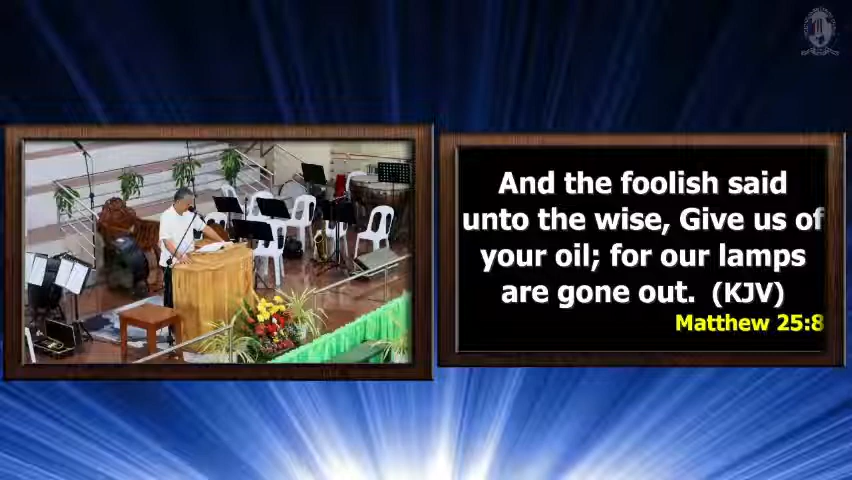 And the foolish said
unto the wise, Give us of
your oil; for our lamps
are gone out.  (KJV)
Matthew 25:8